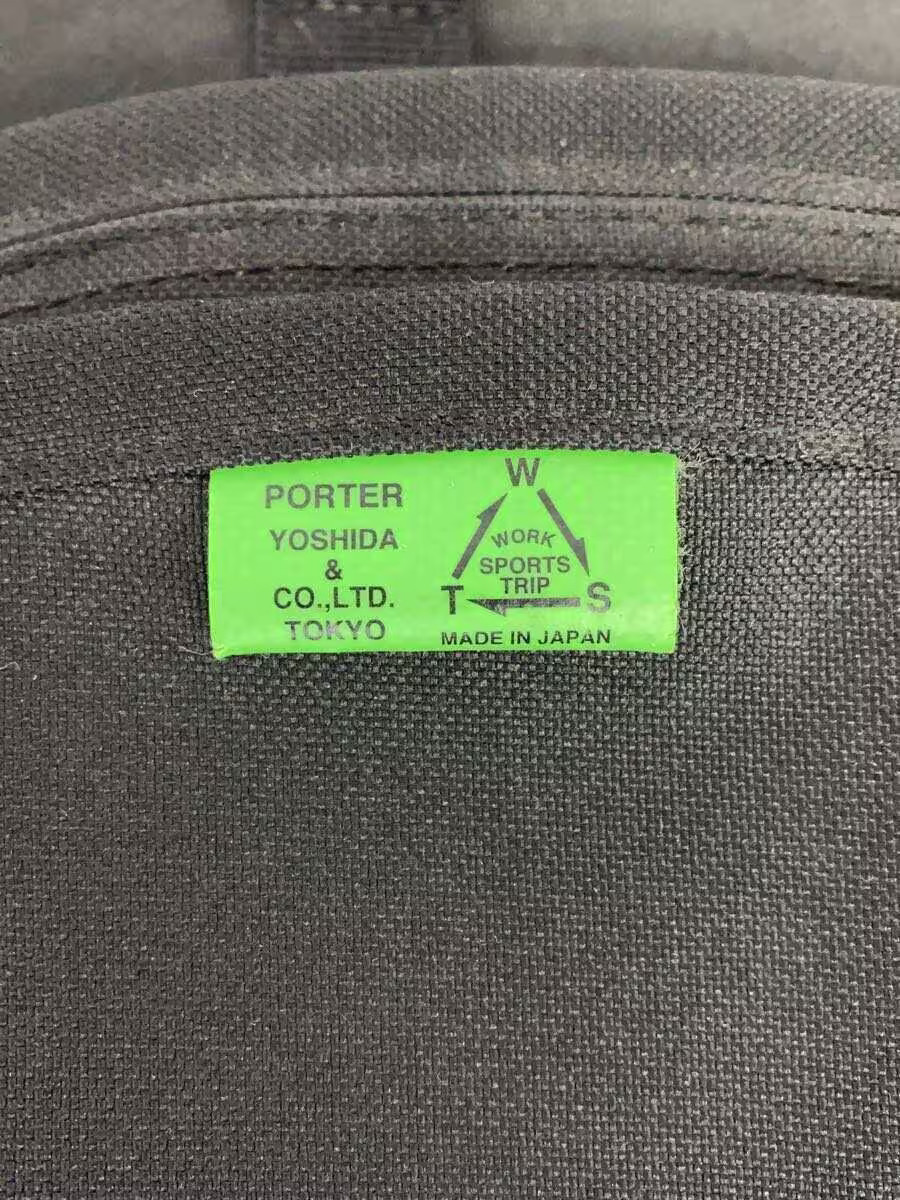 PORTER
YOSHIDA
&
CO.,LTD.
TOKYO
W
WORK
SPORTS
TRIP
T
S
MADE IN JAPAN